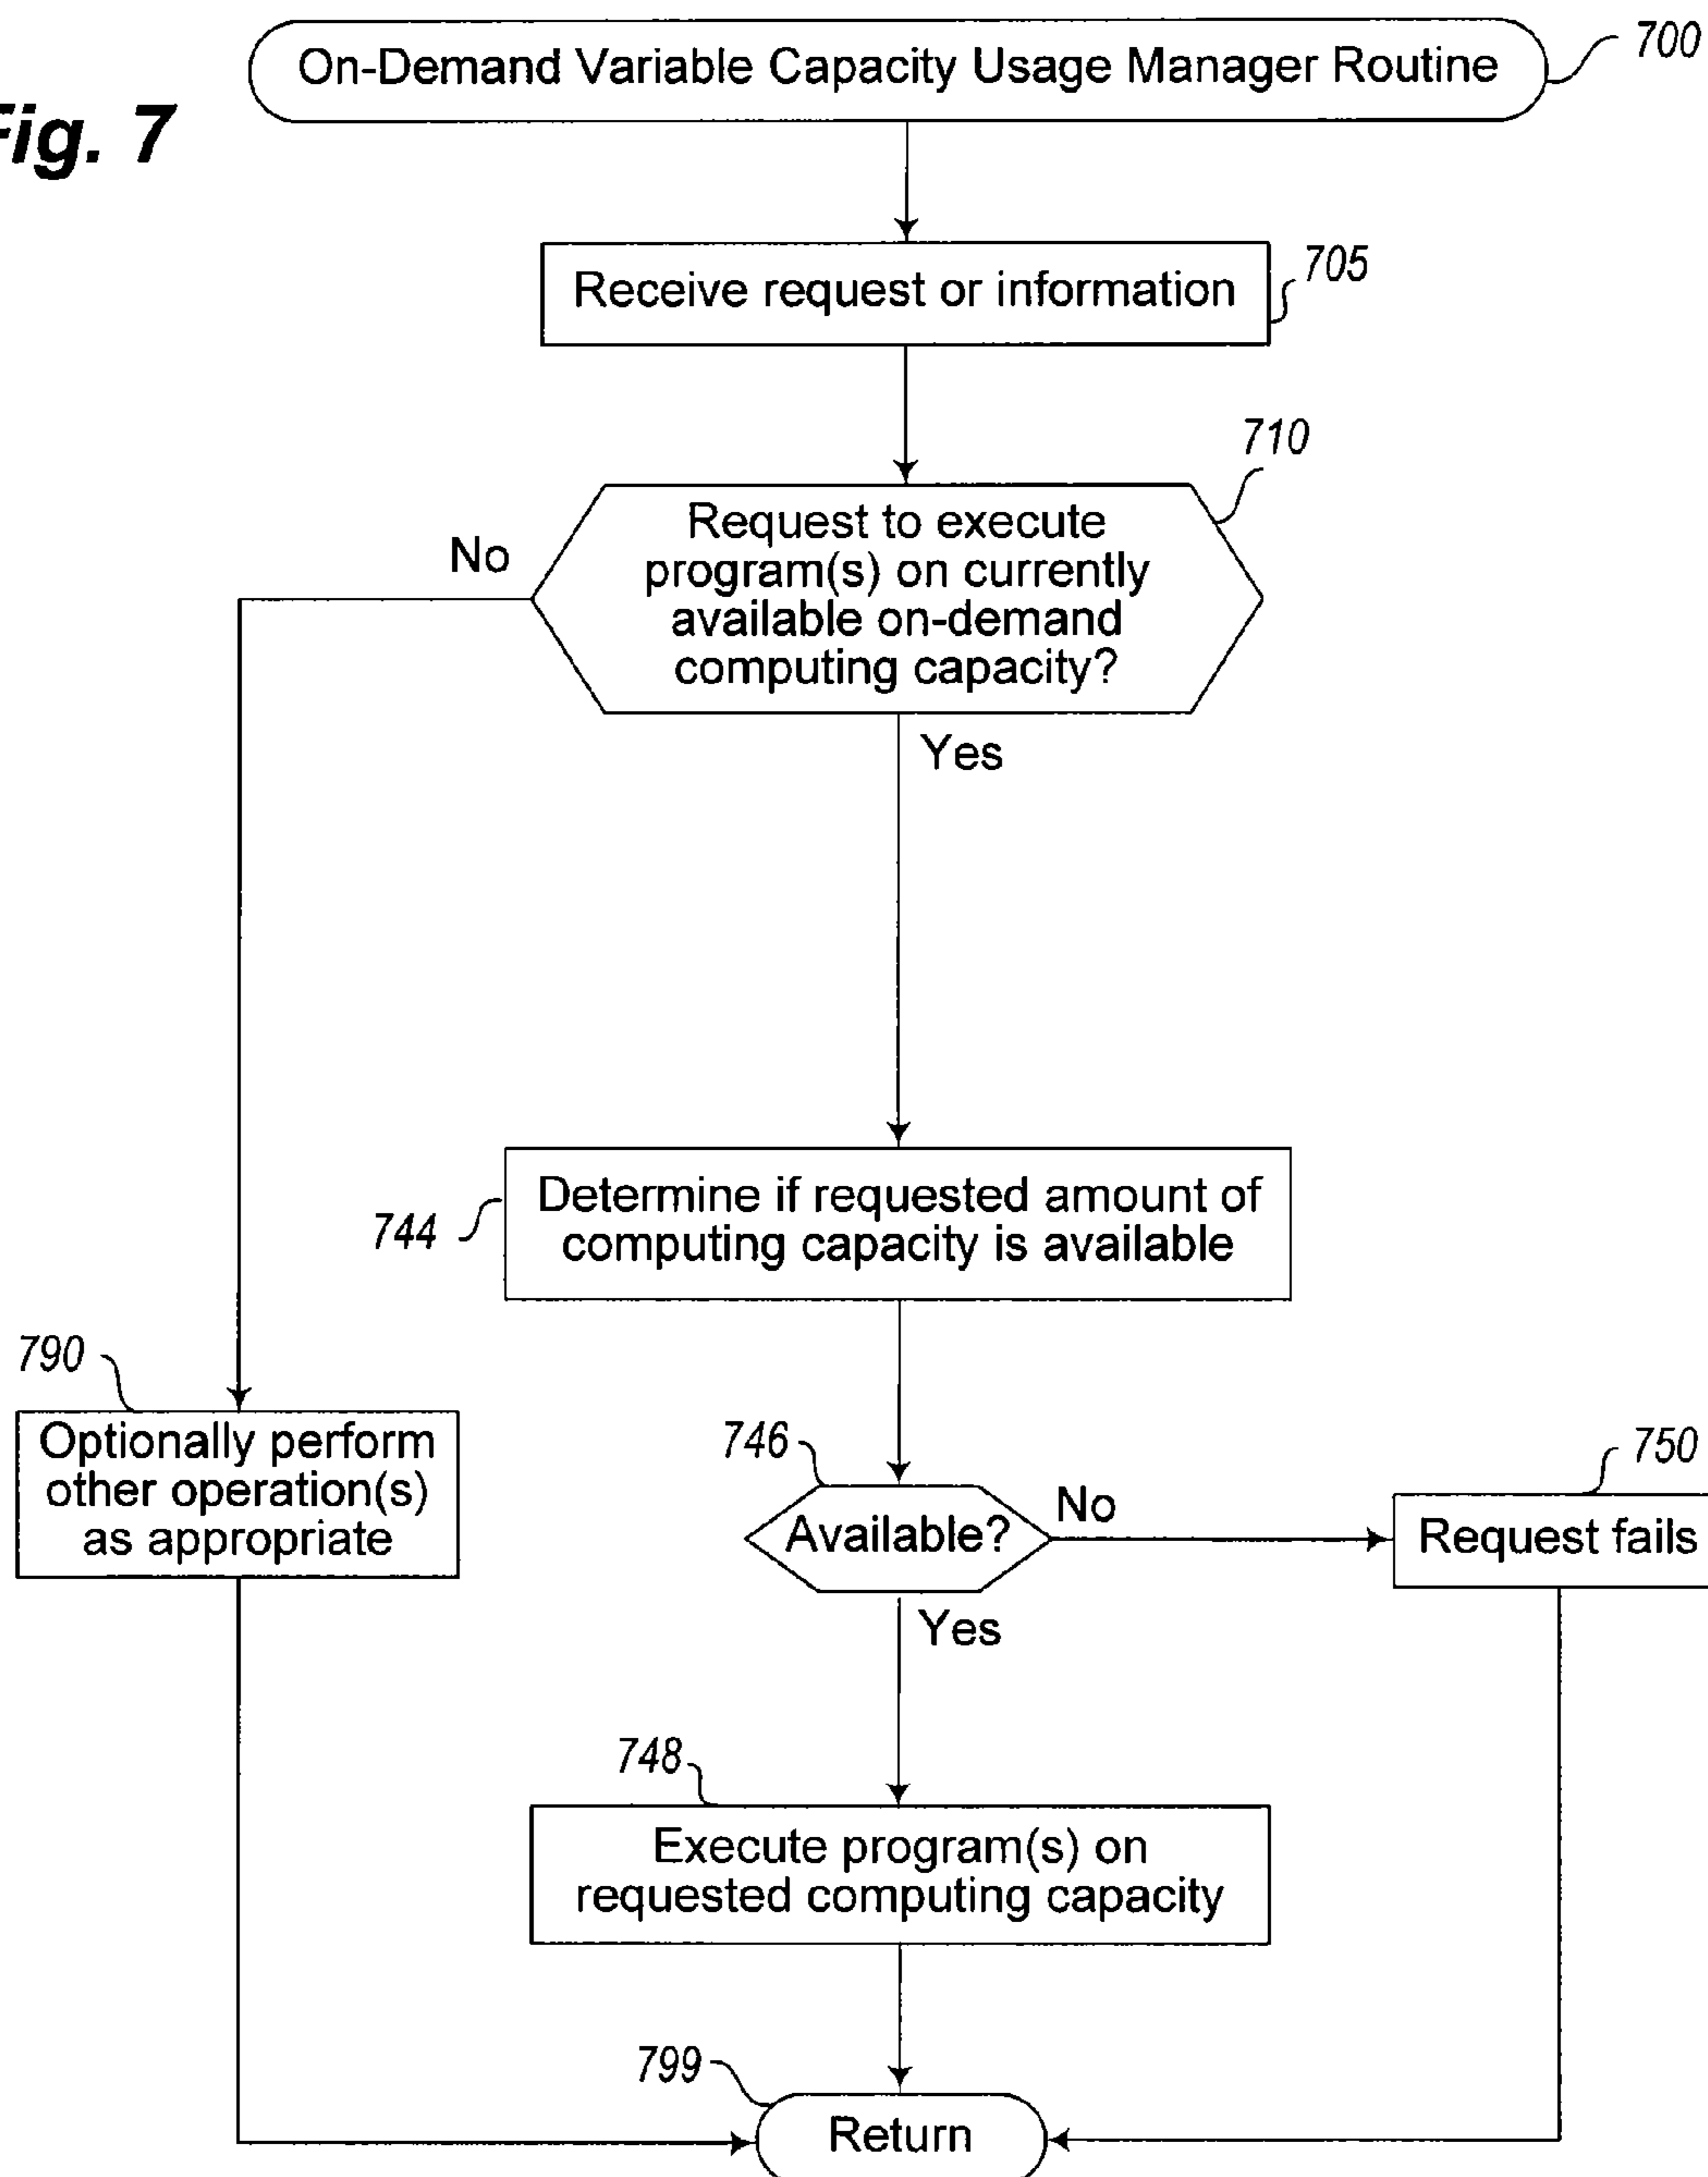 On-Demand Variable Capacity Usage Manager Routine
700
Fig. 7
Receive request or information
705
710
Request to execute
program(s) on currently
available on-demand
computing capacity?
No
Yes
Determine if requested amount of
computing capacity is available
744
790
Optionally perform
other operation(s)
as appropriate
746
Available?
No
750
Request fails
Yes
748
Execute program(s) on
requested computing capacity
799
Return